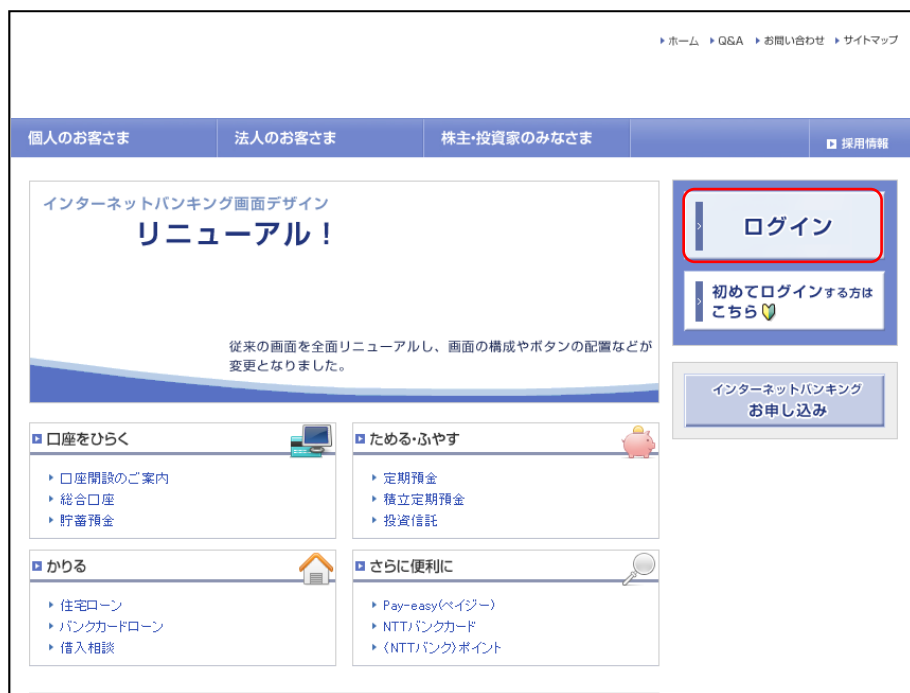 ホーム Q&A お問い合わせ サイトマップ
個人のお客さま 法人のお客さま 株主・投資家のみなさま 採用情報
インターネットバンキング画面デザイン
リニューアル！
従来の画面を全面リニューアルし、画面の構成やボタンの配置などが
変更となりました。
ログイン
初めてログインする方は
こちら
インターネットバンキング
お申し込み
口座をひらく
口座開設のご案内
総合口座
貯蓄預金
ためる・ふやす
定期預金
積立定期預金
投資信託
かりる
住宅ローン
バンクカードローン
借入相談
さらに便利に
Pay-easy(ペイジー)
NTTバンクカード
〈NTTバンク〉ポイント